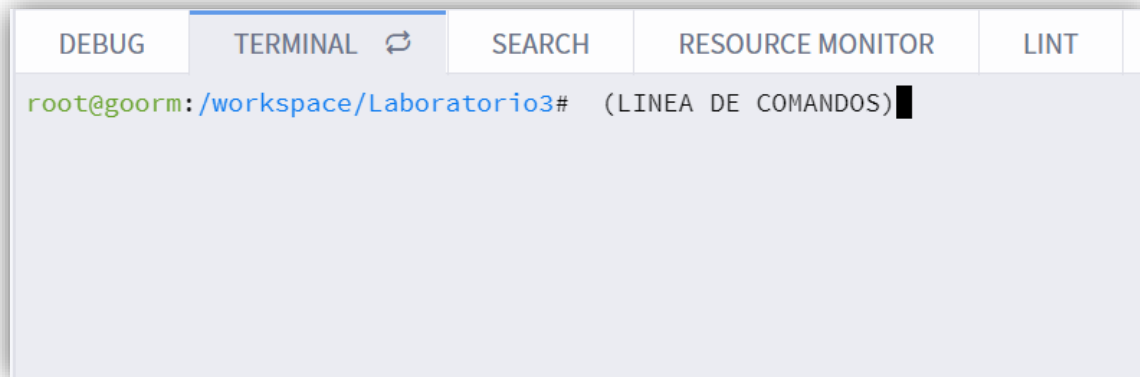 DEBUG TERMINAL SEARCH RESOURCE MONITOR LINT
root@goorm:/workspace/Laboratorio3# (LINEA DE COMANDOS)